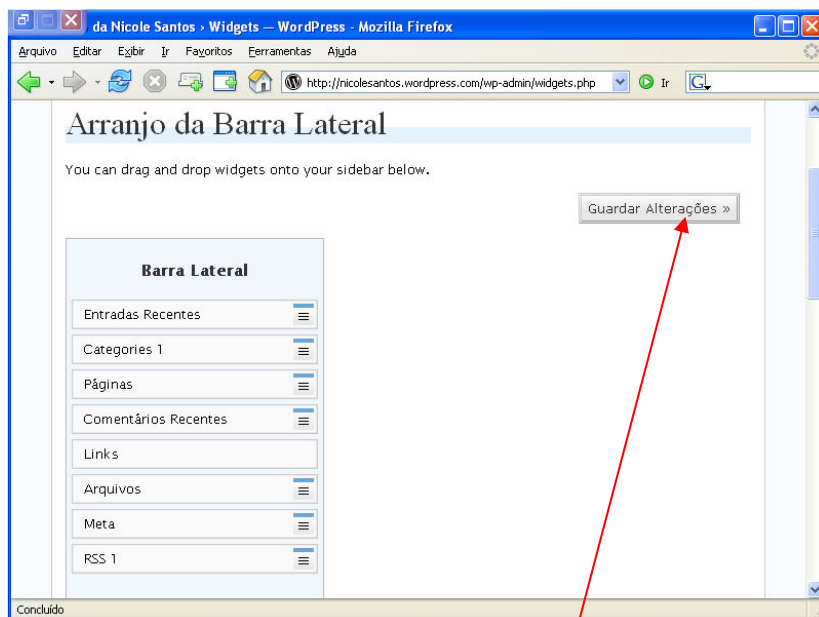 da Nicole Santos › Widgets — WordPress - Mozilla Firefox
Arquivo Editar Exibir Ir Favoritos Ferramentas Ajuda
http://nicolesantos.wordpress.com/wp-admin/widgets.php Ir G
Arranjo da Barra Lateral
You can drag and drop widgets onto your sidebar below.
Guardar Alterações »
Barra Lateral
Entradas Recentes
Categories 1
Páginas
Comentários Recentes
Links
Arquivos
Meta
RSS 1
Concluído